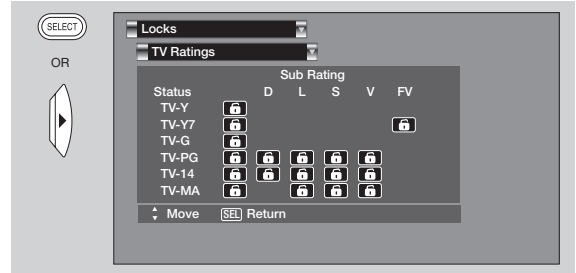 SELECT
OR
Locks
TV Ratings
Sub Rating
Status D L S V FV
TV-Y
TV-Y7
TV-G
TV-PG
TV-14
TV-MA
Move SEL Return